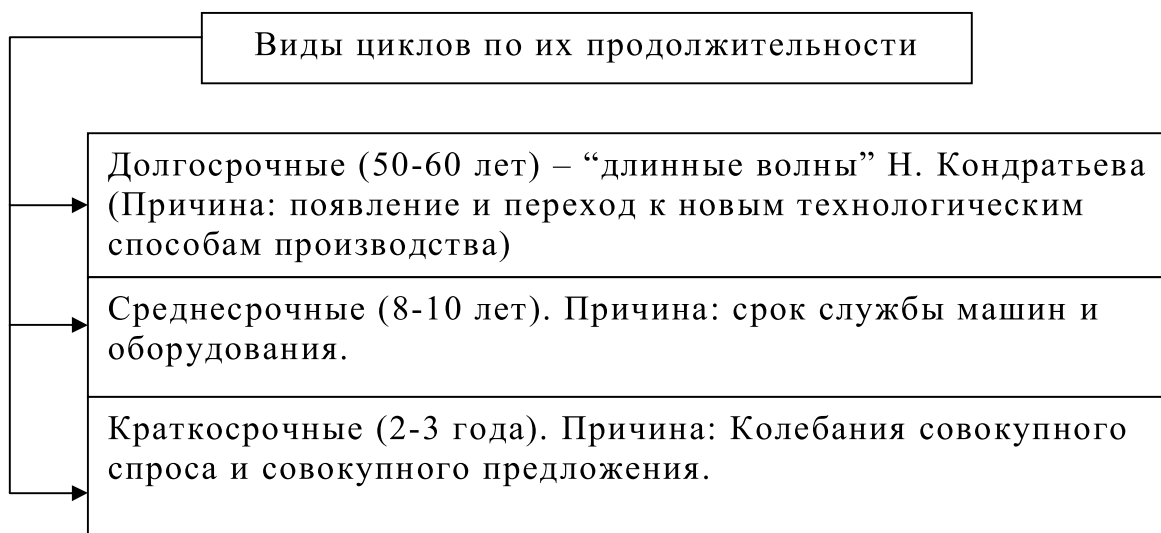 Виды циклов по их продолжительности
Долгосрочные (50-60 лет) – “длинные волны” Н. Кондратьева
(Причина: появление и переход к новым технологическим
способам производства)
Среднесрочные (8-10 лет). Причина: срок службы машин и
оборудования.
Краткосрочные (2-3 года). Причина: Колебания совокупного
спроса и совокупного предложения.